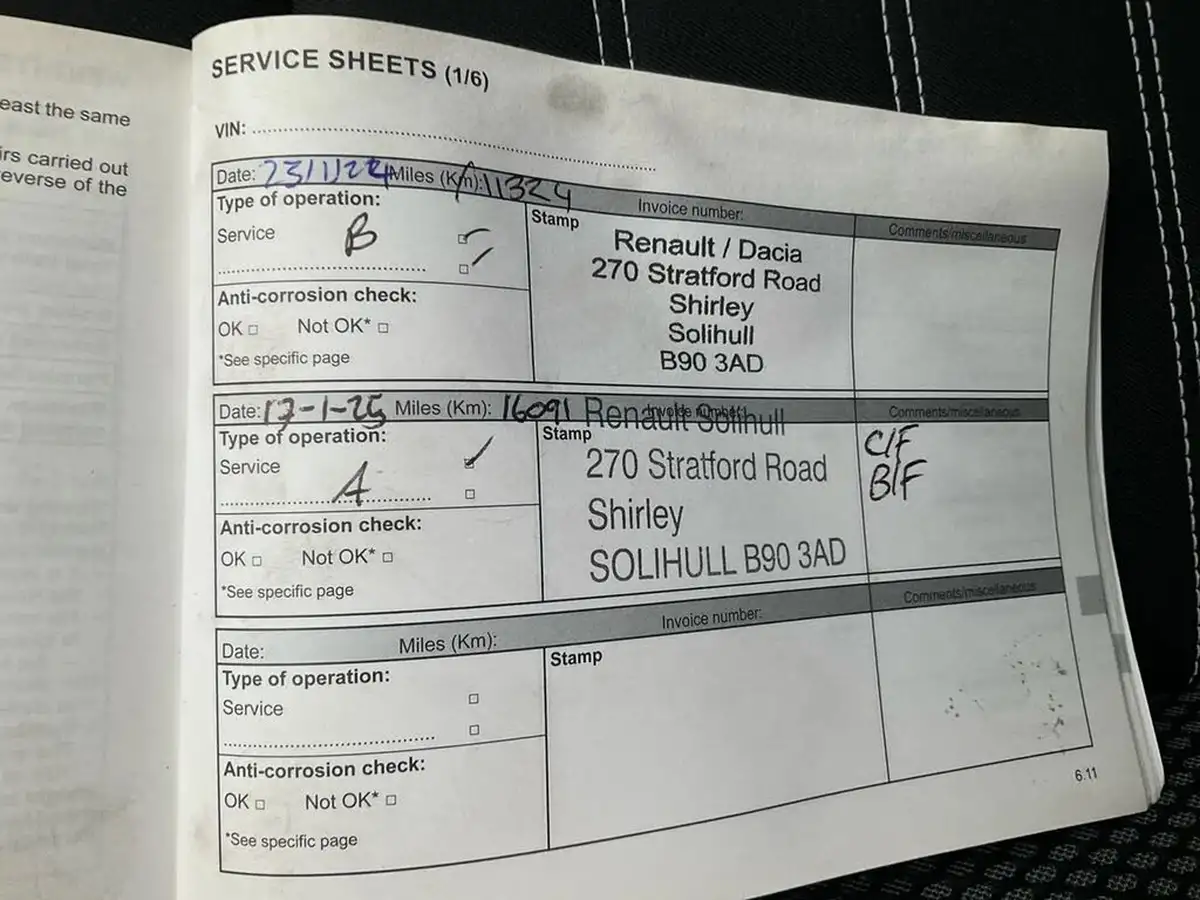 east the same
irs carried out
everse of the
SERVICE SHEETS (1/6)
VIN:
Date: 23/1/24 Miles (Km): 11324 Invoice number: Comments/miscellaneous
Type of operation:
Service B
Anti-corrosion check:
OK Not OK*
*See specific page
Stamp
Renault / Dacia
270 Stratford Road
Shirley
Solihull
B90 3AD
Date: 17-1-25 Miles (Km): 16091 Invoice number: Comments/miscellaneous
Type of operation:
Service
A
Anti-corrosion check:
OK Not OK*
*See specific page
Stamp
Renault Solihull
270 Stratford Road
Shirley
SOLIHULL B90 3AD
C/F
B/F
Date: Miles (Km): Invoice number: Comments/miscellaneous
Type of operation:
Service
Anti-corrosion check:
OK Not OK*
*See specific page
Stamp
6.11